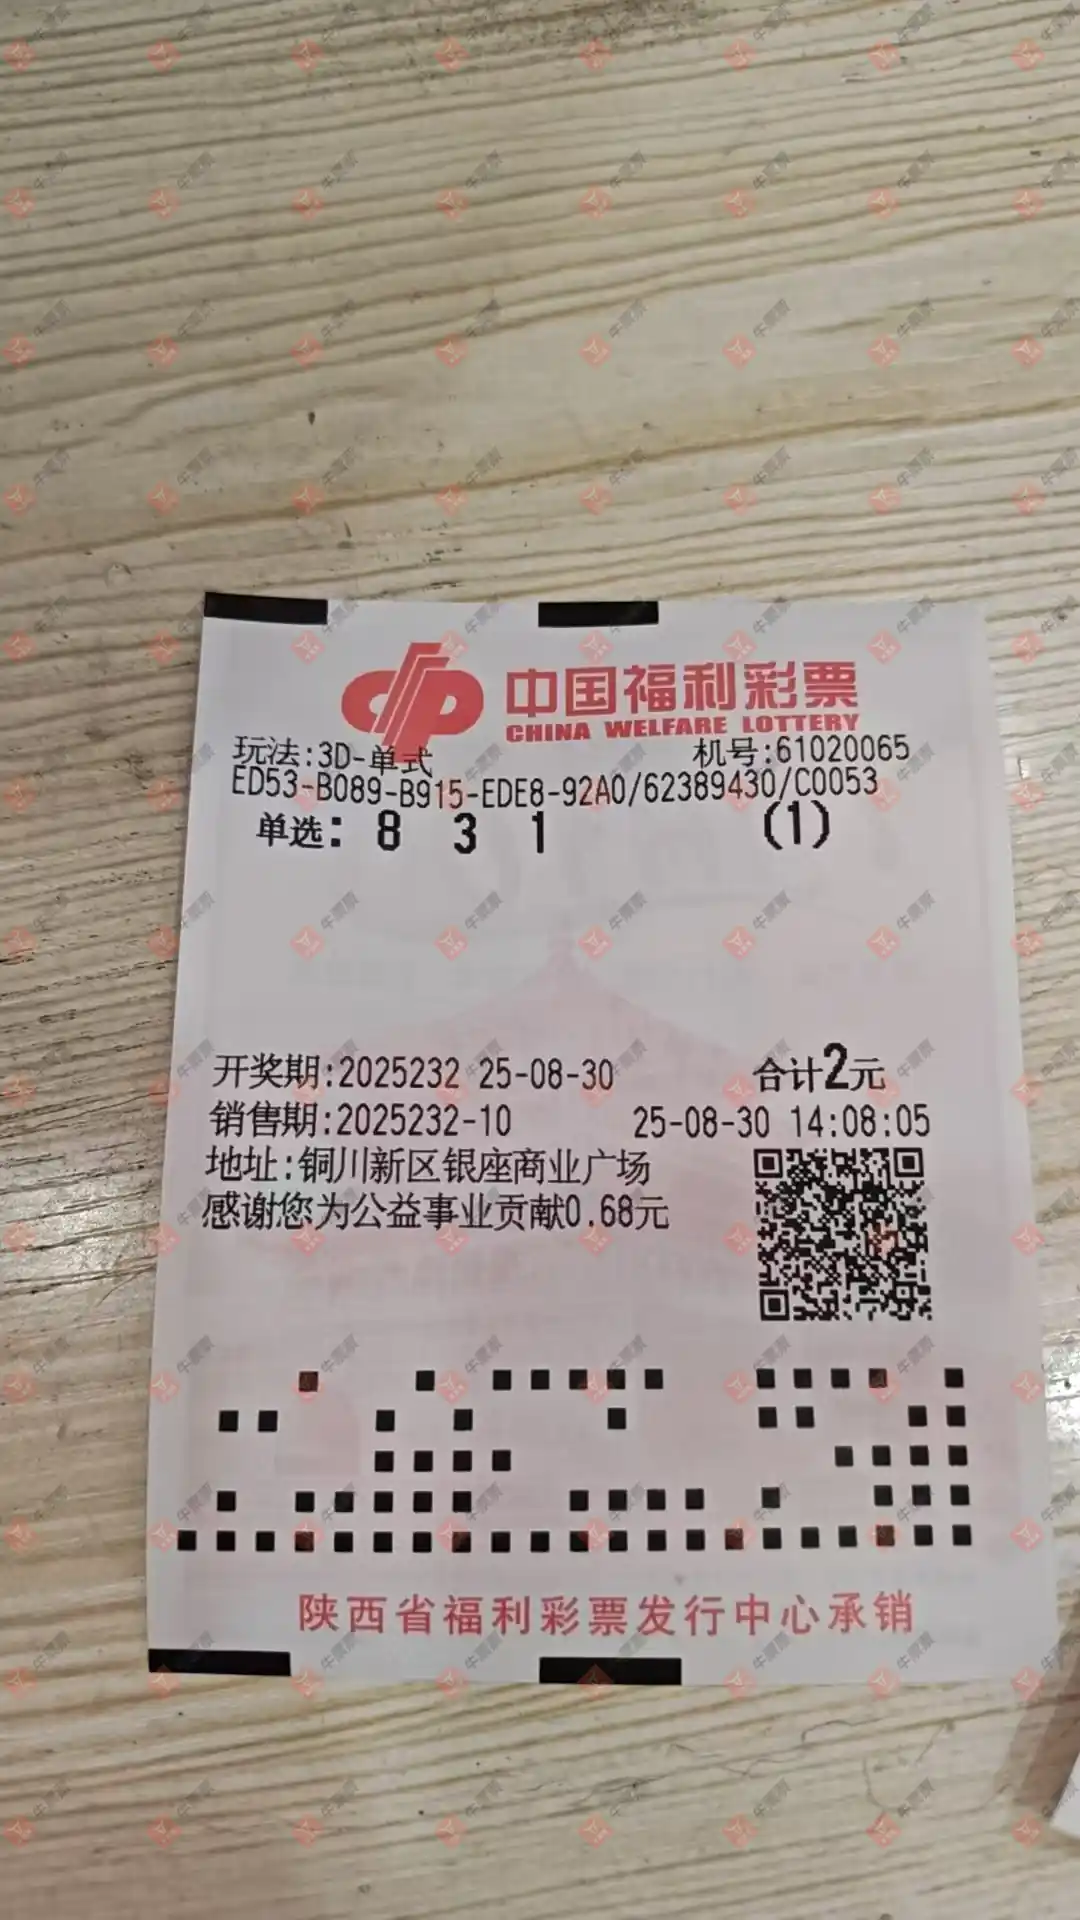 中国福利彩票
CHINA WELFARE LOTTERY
玩法:3D-单式 机号:61020065
ED53-B089-B915-EDE8-92A0/62389430/C0053
单选: 8 3 1 (1)
开奖期:2025232 25-08-30 合计2元
销售期:2025232-10 25-08-30 14:08:05
地址:铜川新区银座商业广场
感谢您为公益事业贡献0.68元
陕西省福利彩票发行中心承销